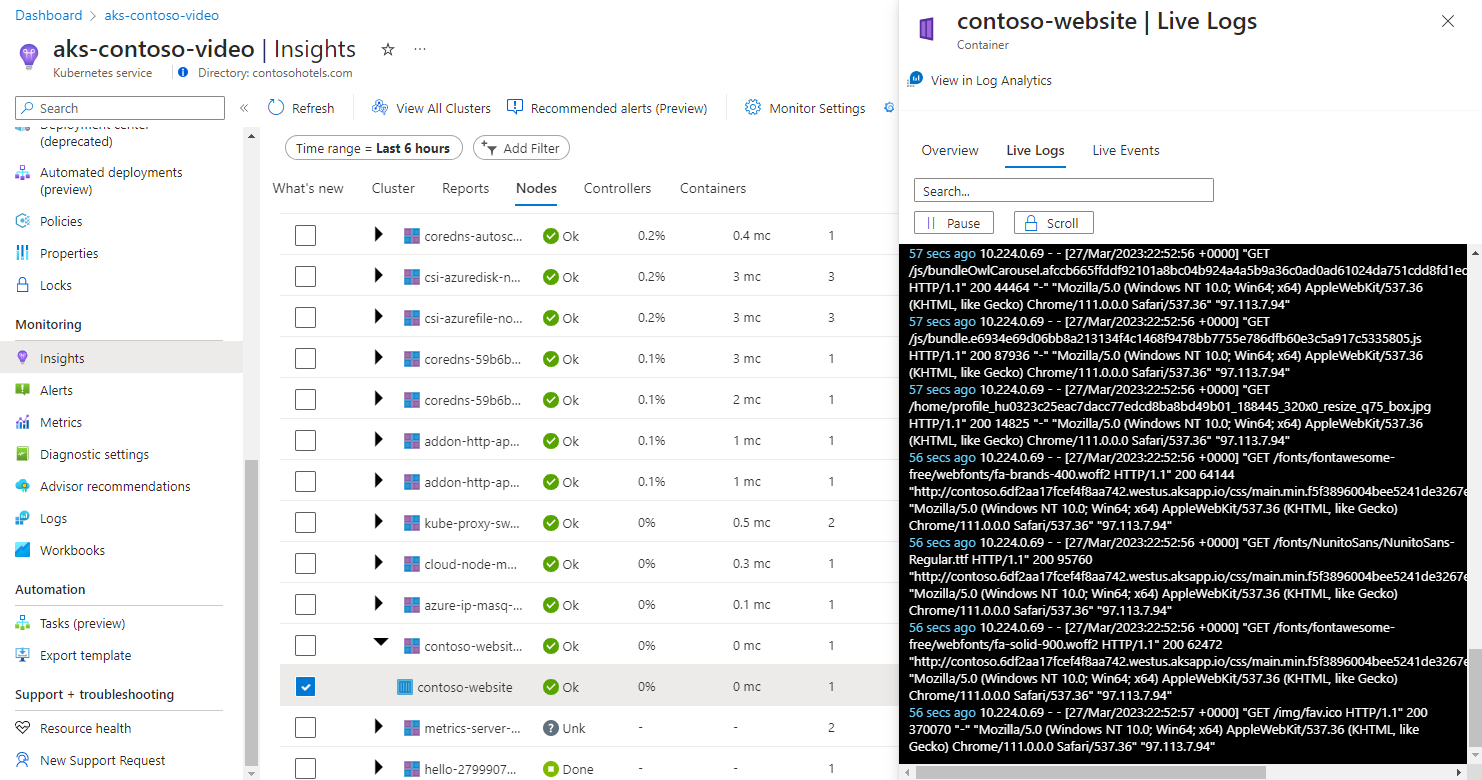 Dashboard > aks-contoso-video
aks-contoso-video | Insights
Kubernetes service
Directory: contosohotels.com
Search
Deployment center
(deprecated)
Automated deployments
(preview)
Policies
Properties
Locks
Monitoring
Insights
Alerts
Metrics
Diagnostic settings
Advisor recommendations
Logs
Workbooks
Automation
Tasks (preview)
Export template
Support + troubleshooting
Resource health
New Support Request
Refresh
View All Clusters
Recommended alerts (Preview)
Monitor Settings
Time range = Last 6 hours
Add Filter
What's new Cluster Reports Nodes Controllers Containers
coredns-autosc... Ok 0.2% 0.4 mc 1
csi-azuredisk-n... Ok 0.2% 3 mc 3
csi-azurefile-no... Ok 0.2% 3 mc 3
coredns-59b6b... Ok 0.1% 3 mc 1
coredns-59b6b... Ok 0.1% 2 mc 1
addon-http-ap... Ok 0.1% 1 mc 1
addon-http-ap... Ok 0.1% 1 mc 1
kube-proxy-sw... Ok 0% 0.5 mc 2
cloud-node-m... Ok 0% 0.3 mc 1
azure-ip-masq-... Ok 0% 0.1 mc 1
contoso-websit... Ok 0% 0 mc 1
contoso-website Ok 0% 0 mc 1
metrics-server-... Unk - - 2
hello-2799907... Done - - 1
contoso-website | Live Logs
Container
View in Log Analytics
Overview Live Logs Live Events
Search...
Pause Scroll
57 secs ago 10.224.0.69 - - [27/Mar/2023:22:52:56 +0000] "GET
/js/bundleOwlCarousel.afccb665ffddf92101a8bc04b924a4a5b9a36c0ad0ad61024da751cdd8fd1ec
HTTP/1.1" 200 44464 "-" "Mozilla/5.0 (Windows NT 10.0; Win64; x64) AppleWebKit/537.36
(KHTML, like Gecko) Chrome/111.0.0.0 Safari/537.36" "97.113.7.94"
57 secs ago 10.224.0.69 - - [27/Mar/2023:22:52:56 +0000] "GET
/js/bundle.e6934e69d06bb8a213134f4c1468f9478bb7755e786dfb60e3c5a917c5335805.js
HTTP/1.1" 200 87936 "-" "Mozilla/5.0 (Windows NT 10.0; Win64; x64) AppleWebKit/537.36
(KHTML, like Gecko) Chrome/111.0.0.0 Safari/537.36" "97.113.7.94"
57 secs ago 10.224.0.69 - - [27/Mar/2023:22:52:56 +0000] "GET
/home/profile_hu0323c25eac7dacc77edcd8ba8bd49b01_188445_320x0_resize_q75_box.jpg
HTTP/1.1" 200 14825 "-" "Mozilla/5.0 (Windows NT 10.0; Win64; x64) AppleWebKit/537.36
(KHTML, like Gecko) Chrome/111.0.0.0 Safari/537.36" "97.113.7.94"
56 secs ago 10.224.0.69 - - [27/Mar/2023:22:52:56 +0000] "GET /fonts/fontawesome-
free/webfonts/fa-brands-400.woff2 HTTP/1.1" 200 64144
"http://contoso.6df2aa17fcef4f8aa742.westus.aksapp.io/css/main.min.f5f3896004bee5241de3267e
"Mozilla/5.0 (Windows NT 10.0; Win64; x64) AppleWebKit/537.36 (KHTML, like Gecko)
Chrome/111.0.0.0 Safari/537.36" "97.113.7.94"
56 secs ago 10.224.0.69 - - [27/Mar/2023:22:52:56 +0000] "GET /fonts/NunitoSans/NunitoSans-
Regular.ttf HTTP/1.1" 200 95760
"http://contoso.6df2aa17fcef4f8aa742.westus.aksapp.io/css/main.min.f5f3896004bee5241de3267e
"Mozilla/5.0 (Windows NT 10.0; Win64; x64) AppleWebKit/537.36 (KHTML, like Gecko)
Chrome/111.0.0.0 Safari/537.36" "97.113.7.94"
56 secs ago 10.224.0.69 - - [27/Mar/2023:22:52:56 +0000] "GET /fonts/fontawesome-
free/webfonts/fa-solid-900.woff2 HTTP/1.1" 200 62472
"http://contoso.6df2aa17fcef4f8aa742.westus.aksapp.io/css/main.min.f5f3896004bee5241de3267e
"Mozilla/5.0 (Windows NT 10.0; Win64; x64) AppleWebKit/537.36 (KHTML, like Gecko)
Chrome/111.0.0.0 Safari/537.36" "97.113.7.94"
56 secs ago 10.224.0.69 - - [27/Mar/2023:22:52:57 +0000] "GET /img/fav.ico HTTP/1.1" 200
370070 "-" "Mozilla/5.0 (Windows NT 10.0; Win64; x64) AppleWebKit/537.36 (KHTML, like
Gecko) Chrome/111.0.0.0 Safari/537.36" "97.113.7.94"